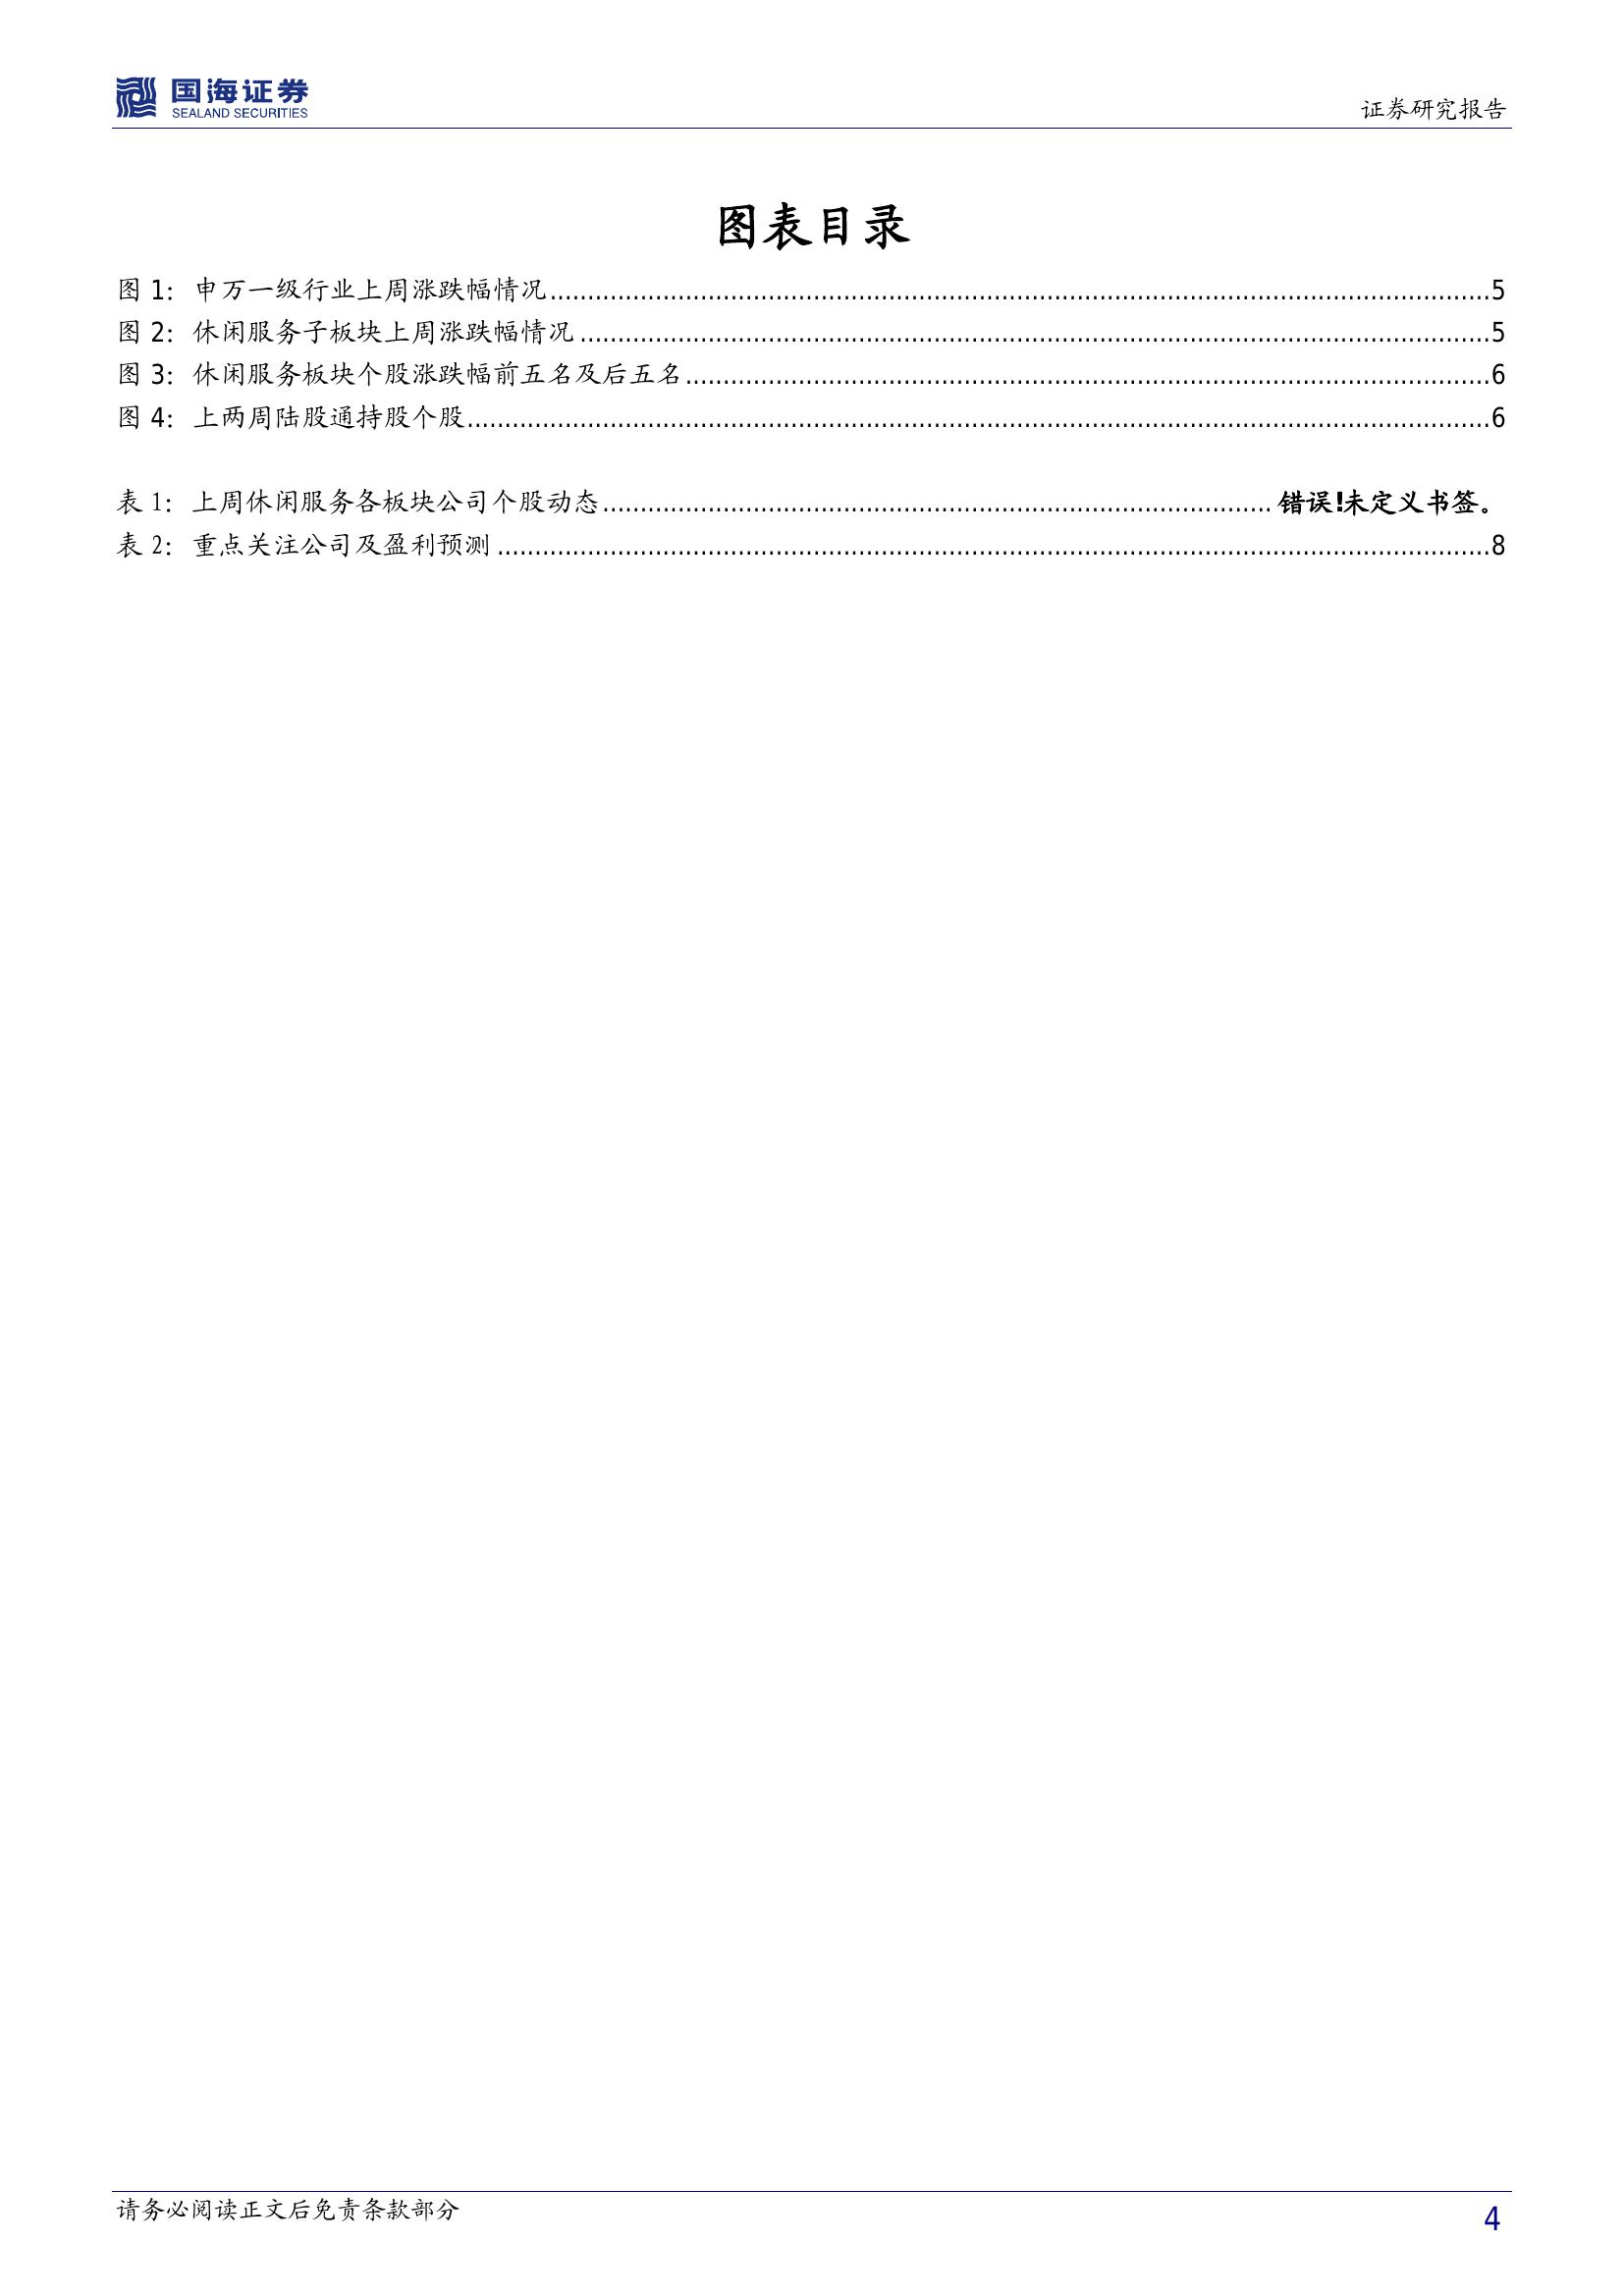 国海证券
SEALAND SECURITIES
证券研究报告
图表目录
图 1：申万一级行业上周涨跌幅情况........................................................................................................5
图 2：休闲服务子板块上周涨跌幅情况........................................................................................................5
图 3：休闲服务板块个股涨跌幅前五名及后五名........................................................................................................6
图 4：上两周陆股通持股个股........................................................................................................6
表 1：上周休闲服务各板块公司个股动态........................................................................错误!未定义书签。
表 2：重点关注公司及盈利预测........................................................................................................8
请务必阅读正文后免责条款部分
4